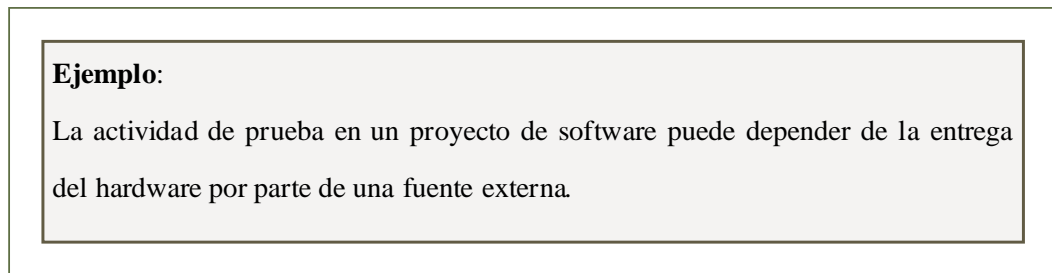 Ejemplo:
La actividad de prueba en un proyecto de software puede depender de la entrega
del hardware por parte de una fuente externa.